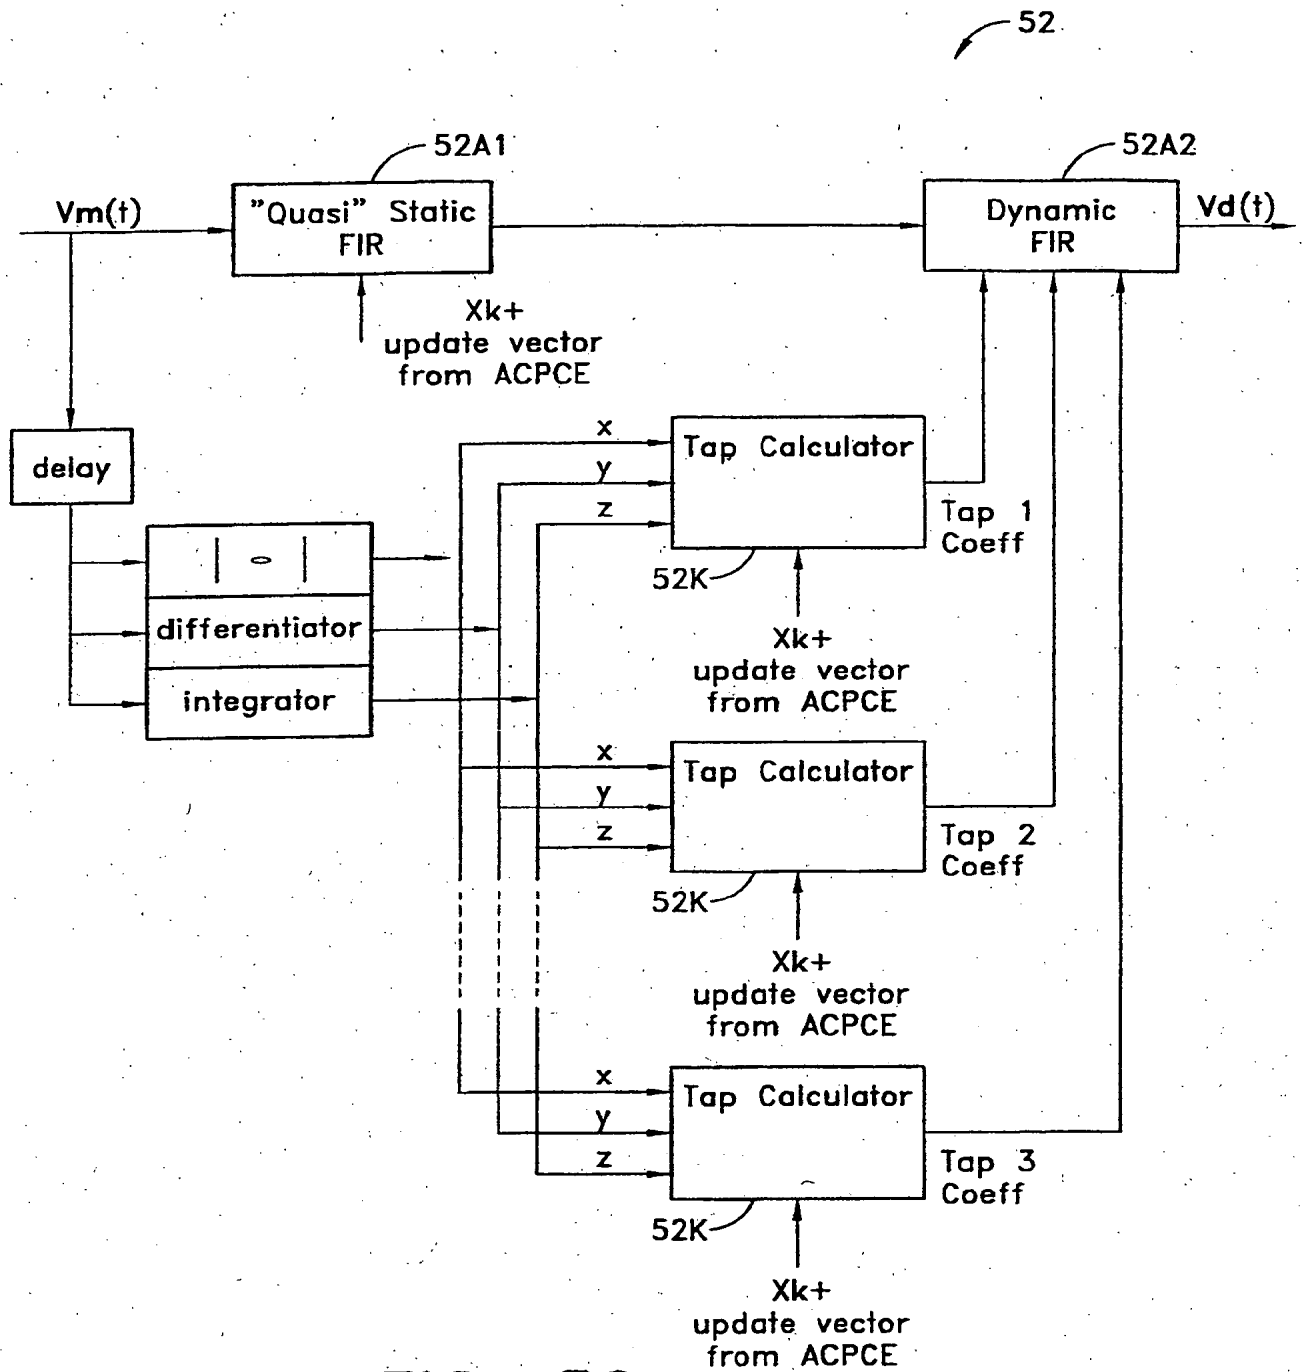 52
52A1
52A2
Vm(t)
"Quasi" Static
FIR
Dynamic
FIR
Vd(t)
Xk+
update vector
from ACPCE
delay
| o |
differentiator
integrator
x
y
z
Tap Calculator
Tap 1
Coeff
52K
Xk+
update vector
from ACPCE
x
y
z
Tap Calculator
Tap 2
Coeff
52K
Xk+
update vector
from ACPCE
x
y
z
Tap Calculator
Tap 3
Coeff
52K
Xk+
update vector
from ACPCE